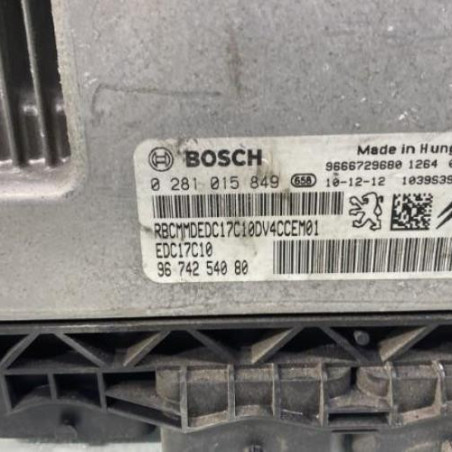 BOSCH
Made in Hung
9666729680 1264
0 281 015 849 658 10-12-12 1039S39
RBCMMDEDC17C10DV4CCEM01
EDC17C10
96 742 540 80